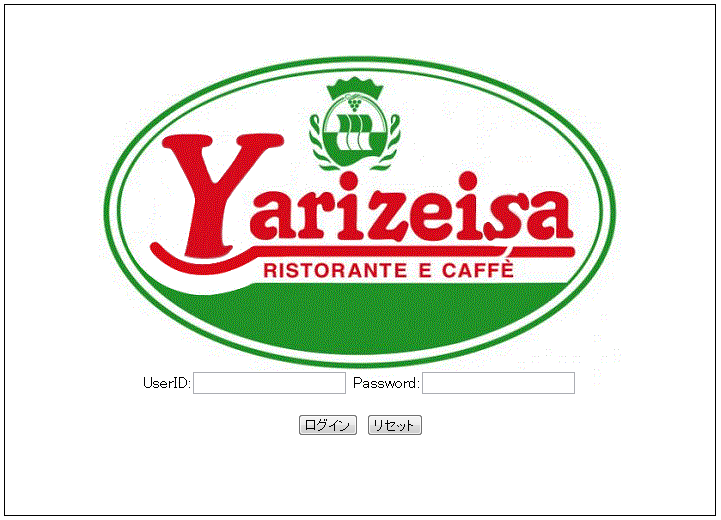 Yarizeisa
RISTORANTE E CAFFÈ
UserID: Password:
ログイン リセット